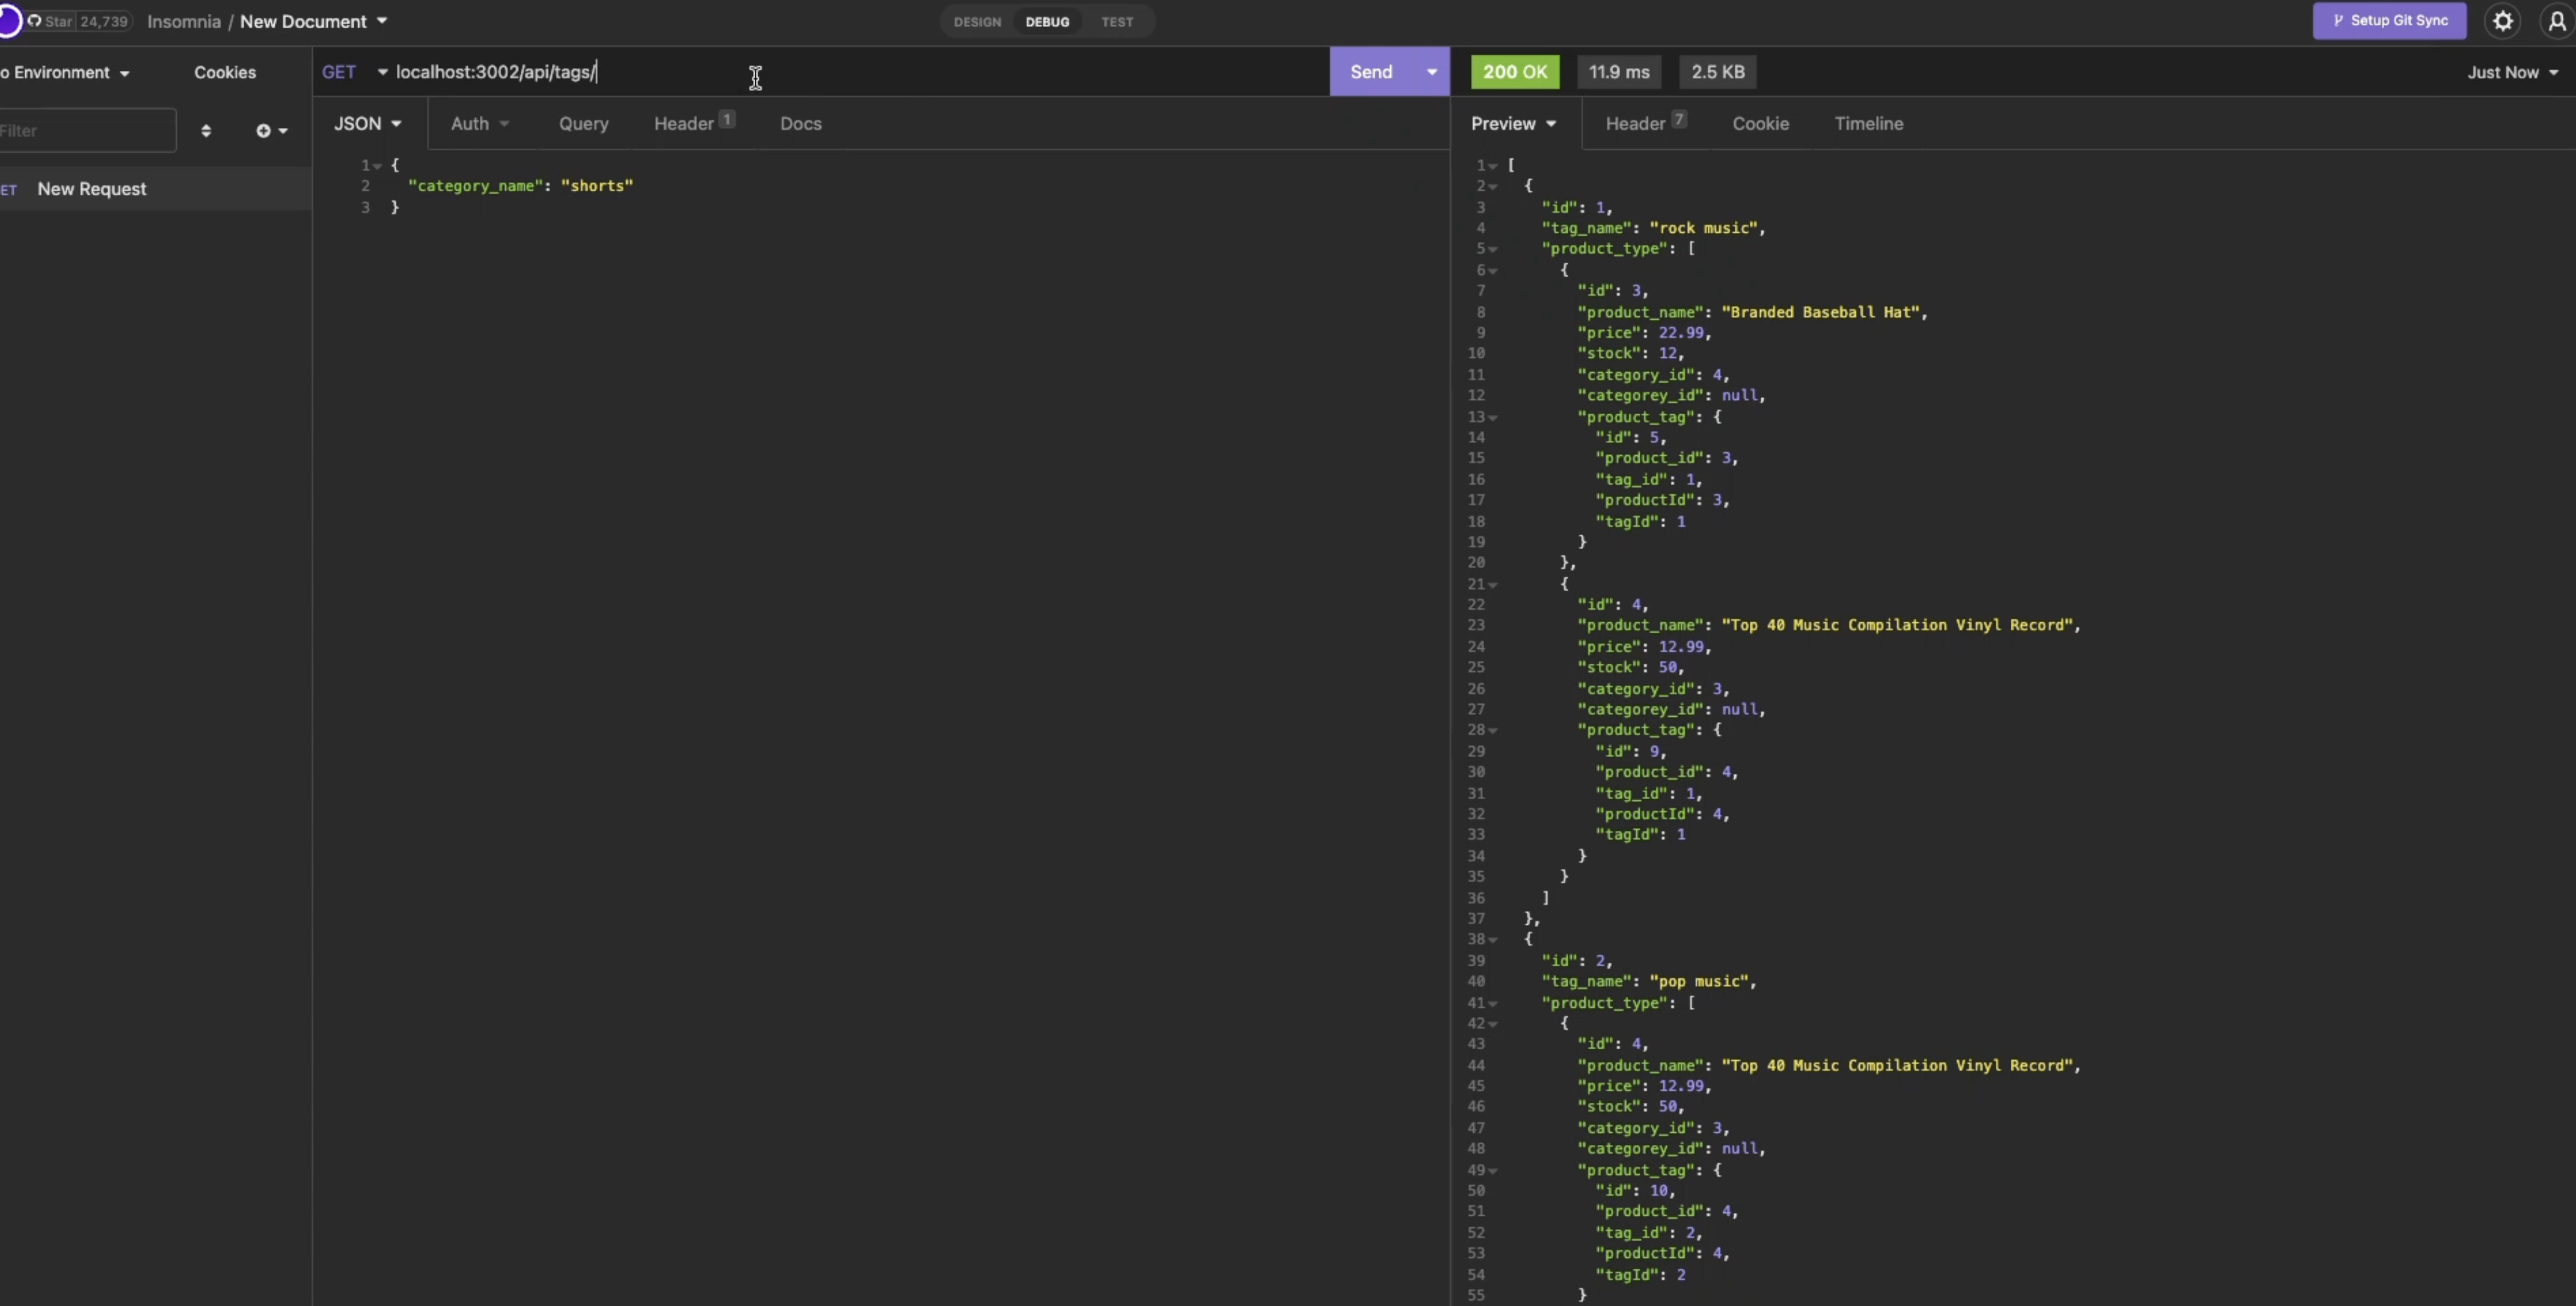 Star 24,739 Insomnia / New Document DESIGN DEBUG TEST Setup Git Sync
o Environment Cookies GET localhost:3002/api/tags/ Send 200 OK 11.9 ms 2.5 KB Just Now
Filter JSON Auth Query Header 1 Docs Preview Header 7 Cookie Timeline
ET New Request
1 {
2 "category_name": "shorts"
3 }
1 [
2 {
3 "id": 1,
4 "tag_name": "rock music",
5 "product_type": [
6 {
7 "id": 3,
8 "product_name": "Branded Baseball Hat",
9 "price": 22.99,
10 "stock": 12,
11 "category_id": 4,
12 "categorey_id": null,
13 "product_tag": {
14 "id": 5,
15 "product_id": 3,
16 "tag_id": 1,
17 "productId": 3,
18 "tagId": 1
19 }
20 },
21 {
22 "id": 4,
23 "product_name": "Top 40 Music Compilation Vinyl Record",
24 "price": 12.99,
25 "stock": 50,
26 "category_id": 3,
27 "categorey_id": null,
28 "product_tag": {
29 "id": 9,
30 "product_id": 4,
31 "tag_id": 1,
32 "productId": 4,
33 "tagId": 1
34 }
35 }
36 ]
37 },
38 {
39 "id": 2,
40 "tag_name": "pop music",
41 "product_type": [
42 {
43 "id": 4,
44 "product_name": "Top 40 Music Compilation Vinyl Record",
45 "price": 12.99,
46 "stock": 50,
47 "category_id": 3,
48 "categorey_id": null,
49 "product_tag": {
50 "id": 10,
51 "product_id": 4,
52 "tag_id": 2,
53 "productId": 4,
54 "tagId": 2
55 }